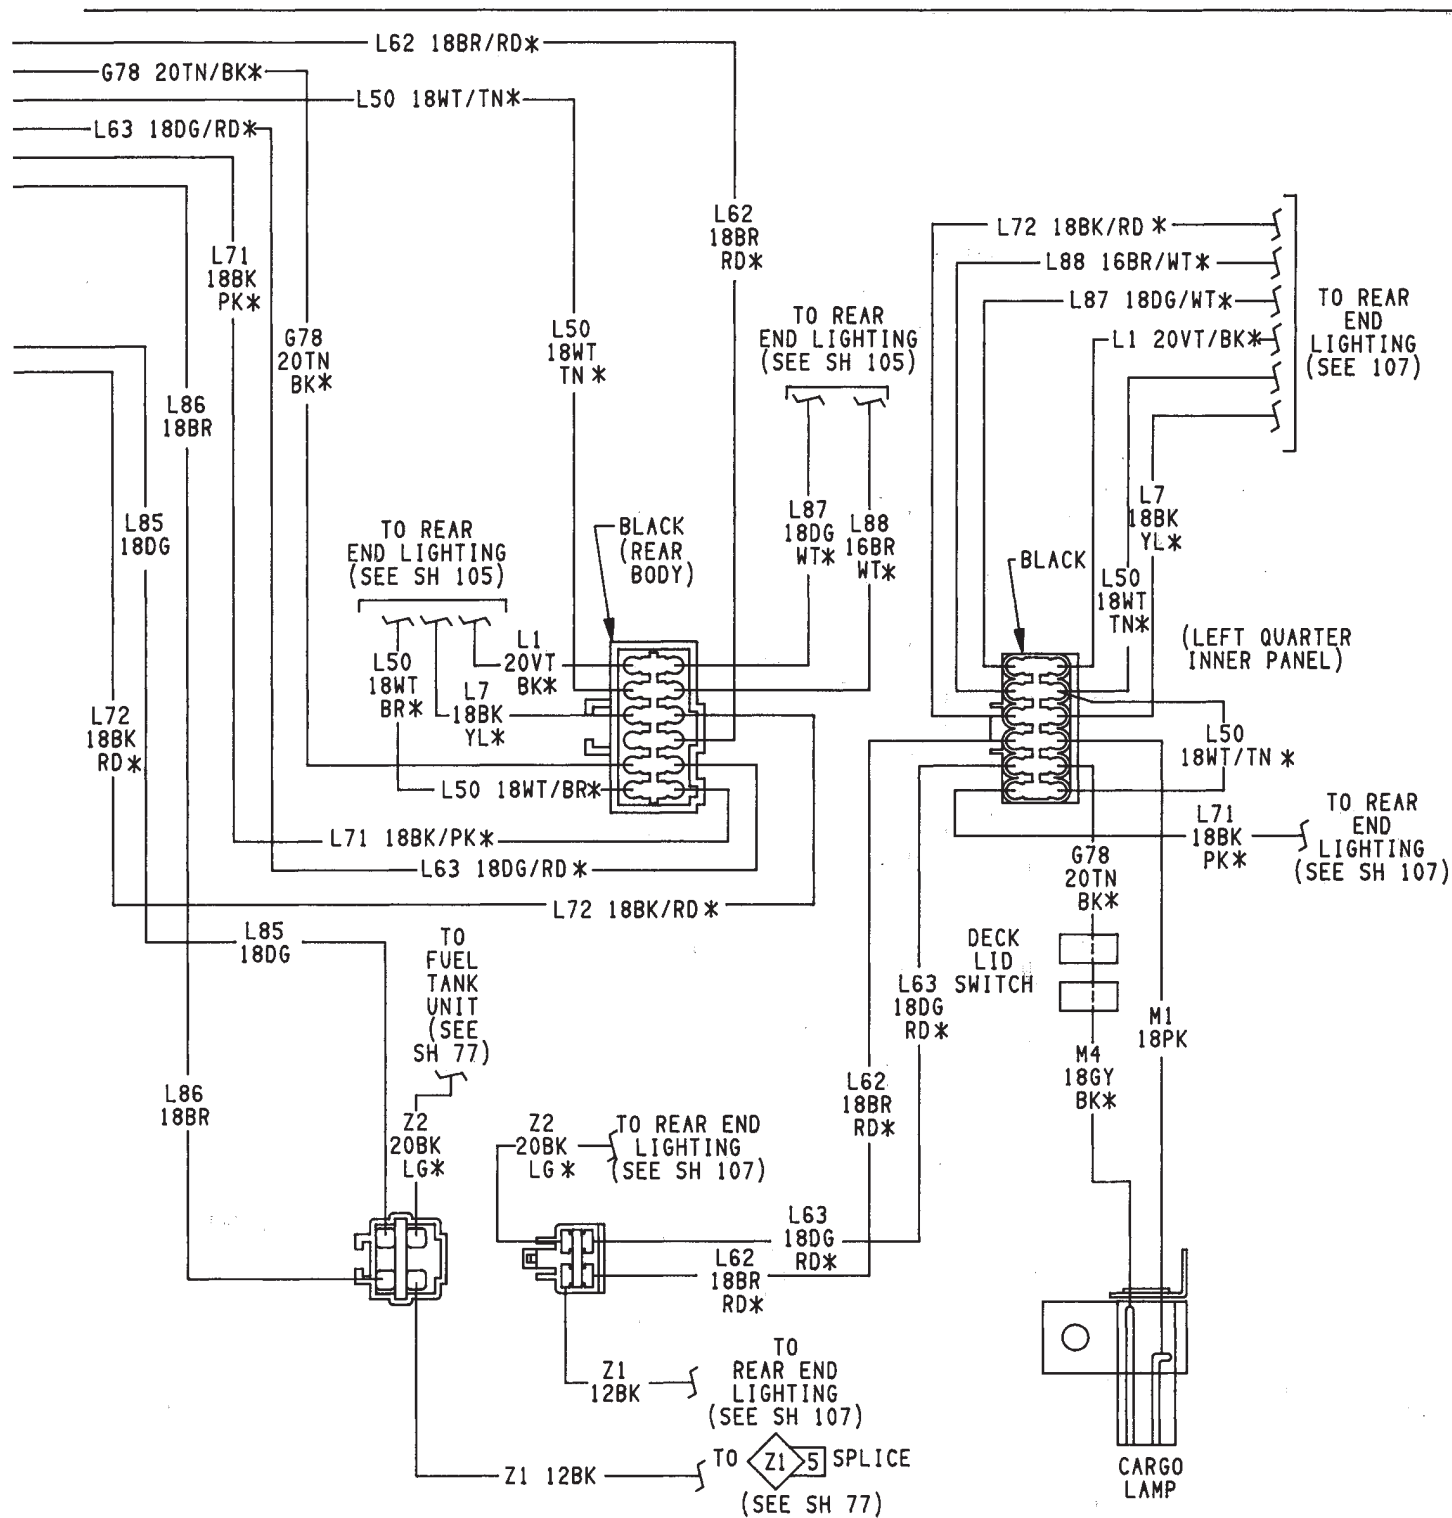 L62 18BR/RD*
G78 20TN/BK*
L50 18WT/TN*
L63 18DG/RD*
L62
18BR
RD*
L71
18BK
PK*
G78
20TN
BK*
L50
18WT
TN*
L86
18BR
TO REAR
END LIGHTING
(SEE SH 105)
L72 18BK/RD*
L88 16BR/WT*
L87 18DG/WT*
L1 20VT/BK*
TO REAR
END
LIGHTING
(SEE 107)
L85
18DG
TO REAR
END LIGHTING
(SEE SH 105)
BLACK
(REAR
BODY)
L87
18DG
WT*
L88
16BR
WT*
L7
18BK
YL*
BLACK
L50
18WT
TN*
(LEFT QUARTER
INNER PANEL)
L50
18WT
BR*
L1
20VT
BK*
L7
18BK
YL*
L72
18BK
RD*
L50
18WT/TN*
L50 18WT/BR*
L71 18BK/PK*
L63 18DG/RD*
L72 18BK/RD*
L71
18BK
PK*
TO REAR
END
LIGHTING
(SEE SH 107)
G78
20TN
BK*
L85
18DG
TO
FUEL
TANK
UNIT
(SEE
SH 77)
DECK
LID
SWITCH
L63
18DG
RD*
M1
18PK
M4
18GY
BK*
L86
18BR
L62
18BR
RD*
Z2
20BK
LG*
Z2
20BK
LG*
TO REAR END
LIGHTING
(SEE SH 107)
L63
18DG
RD*
L62
18BR
RD*
Z1
12BK
TO
REAR END
LIGHTING
(SEE SH 107)
Z1 12BK
TO Z1 5 SPLICE
(SEE SH 77)
CARGO
LAMP